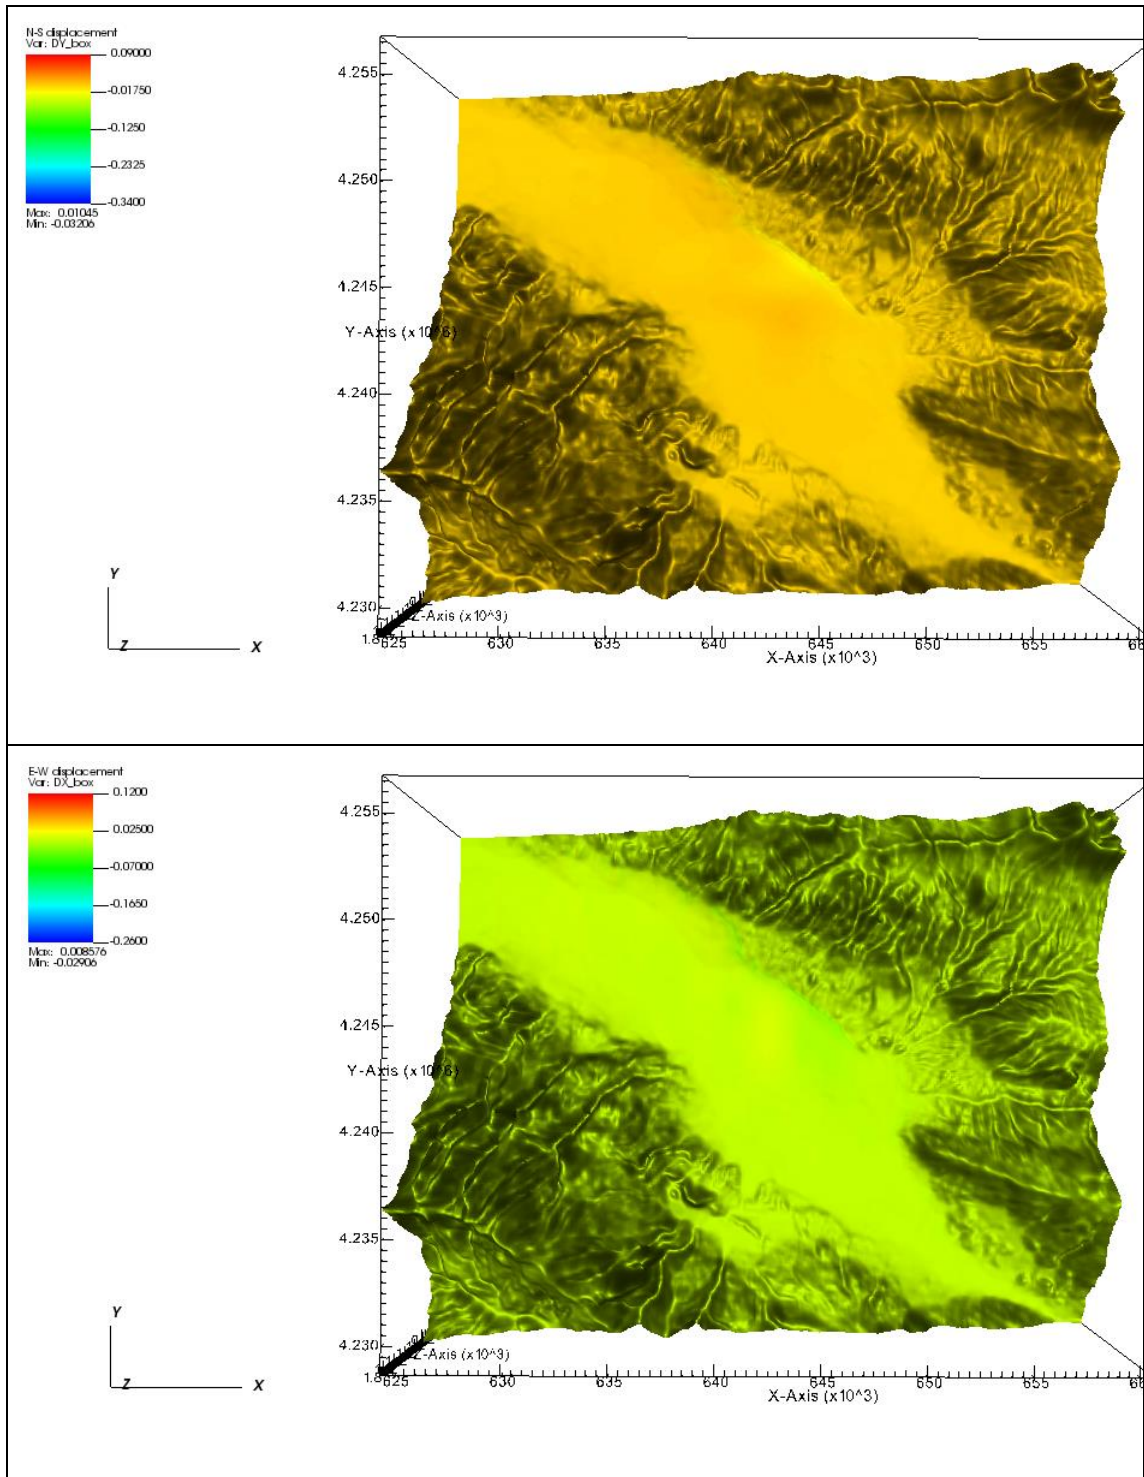 N-S displacement
Var: DY_box
0.09000
-0.01750
-0.1250
-0.2325
-0.3400
Max: 0.01045
Min: -0.03206
4.255
4.250
4.245
Y-Axis (x10^6)
4.240
4.235
4.230
Z-Axis (x10^3)
625
630
635
640
645
650
655
X-Axis (x10^3)
Y
Z
X
E-W displacement
Var: DX_box
0.1200
0.02500
-0.07000
-0.1650
-0.2600
Max: 0.008576
Min: -0.02906
4.255
4.250
4.245
Y-Axis (x10^6)
4.240
4.235
4.230
Z-Axis (x10^3)
625
630
635
640
645
650
655
X-Axis (x10^3)
Y
Z
X